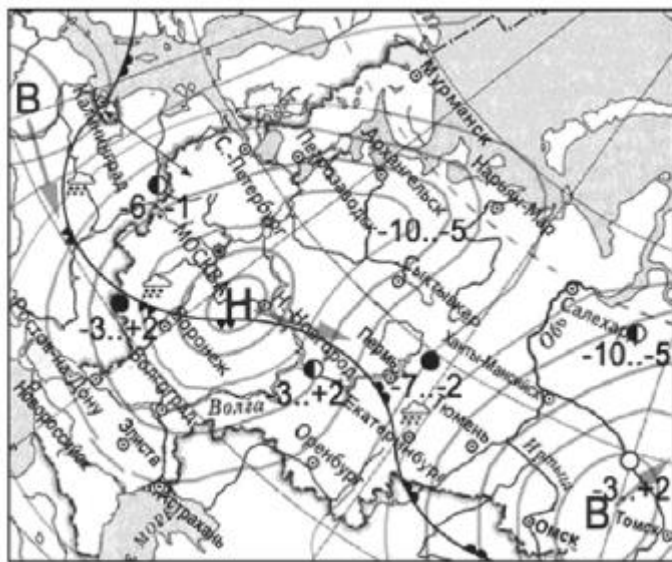 В
Калининград
Мурманск
С.-Петербург
Петрозаводск
Архангельск
Нарьян-Мар
-6..-1
МОСКВА
-10..-5
Сыктывкар
Н
Н. Новгород
Салехард
-10..-5
Обь
-3..+2
Воронеж
Пермь
Ханты-Мансийск
Ростов-на-Дону
Волгоград
Волга
-3..+2
-7..-2
Новороссийск
Элиста
Оренбург
Екатеринбург
Тюмень
Иртыш
-3..+2
В
Томск
Омск
Астрахань
МОРЕ